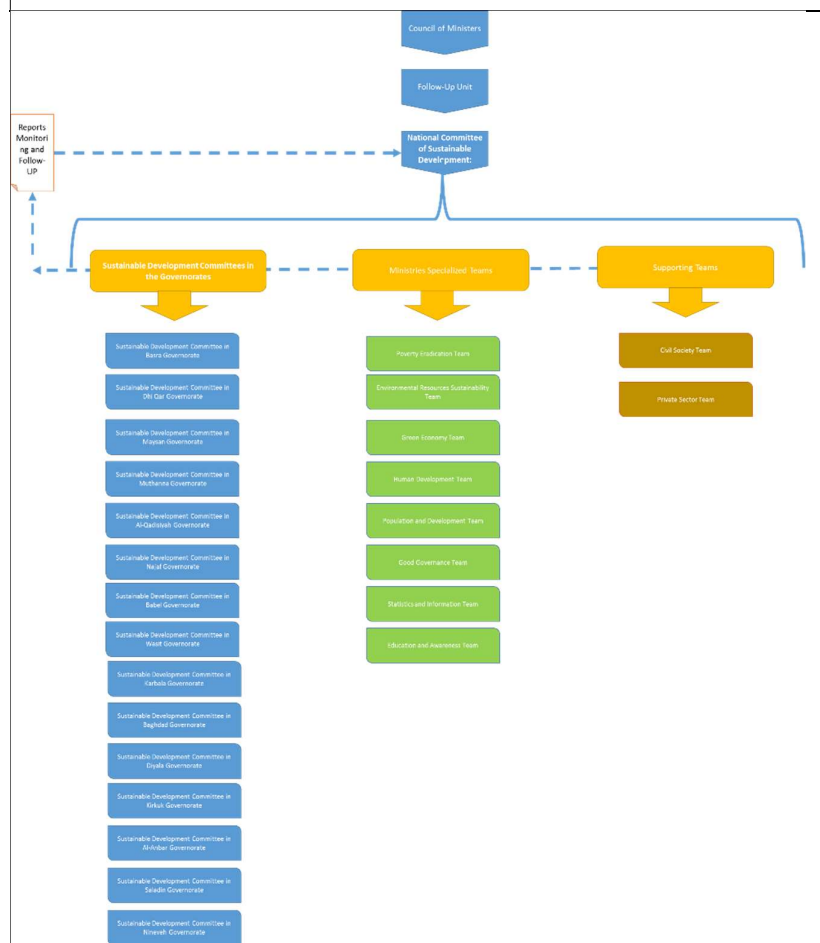 Council of Ministers
Follow-Up Unit
National Committee
of Sustainable
Development:
Reports
Monitori
ng and
Follow-
UP
Sustainable Development Committees in
the Governorates
Sustainable Development Committee in
Basra Governorate
Sustainable Development Committee in
Dhi Qar Governorate
Sustainable Development Committee in
Maysan Governorate
Sustainable Development Committee in
Muthanna Governorate
Sustainable Development Committee in
Al-Qadisiyah Governorate
Sustainable Development Committee in
Najaf Governorate
Sustainable Development Committee in
Babel Governorate
Sustainable Development Committee in
Wasit Governorate
Sustainable Development Committee in
Karbala Governorate
Sustainable Development Committee in
Baghdad Governorate
Sustainable Development Committee in
Diyala Governorate
Sustainable Development Committee in
Kirkuk Governorate
Sustainable Development Committee in
Al-Anbar Governorate
Sustainable Development Committee in
Saladin Governorate
Sustainable Development Committee in
Nineveh Governorate
Ministries Specialized Teams
Poverty Eradication Team
Environmental Resources Sustainability
Team
Green Economy Team
Human Development Team
Population and Development Team
Good Governance Team
Statistics and Information Team
Education and Awareness Team
Supporting Teams
Civil Society Team
Private Sector Team